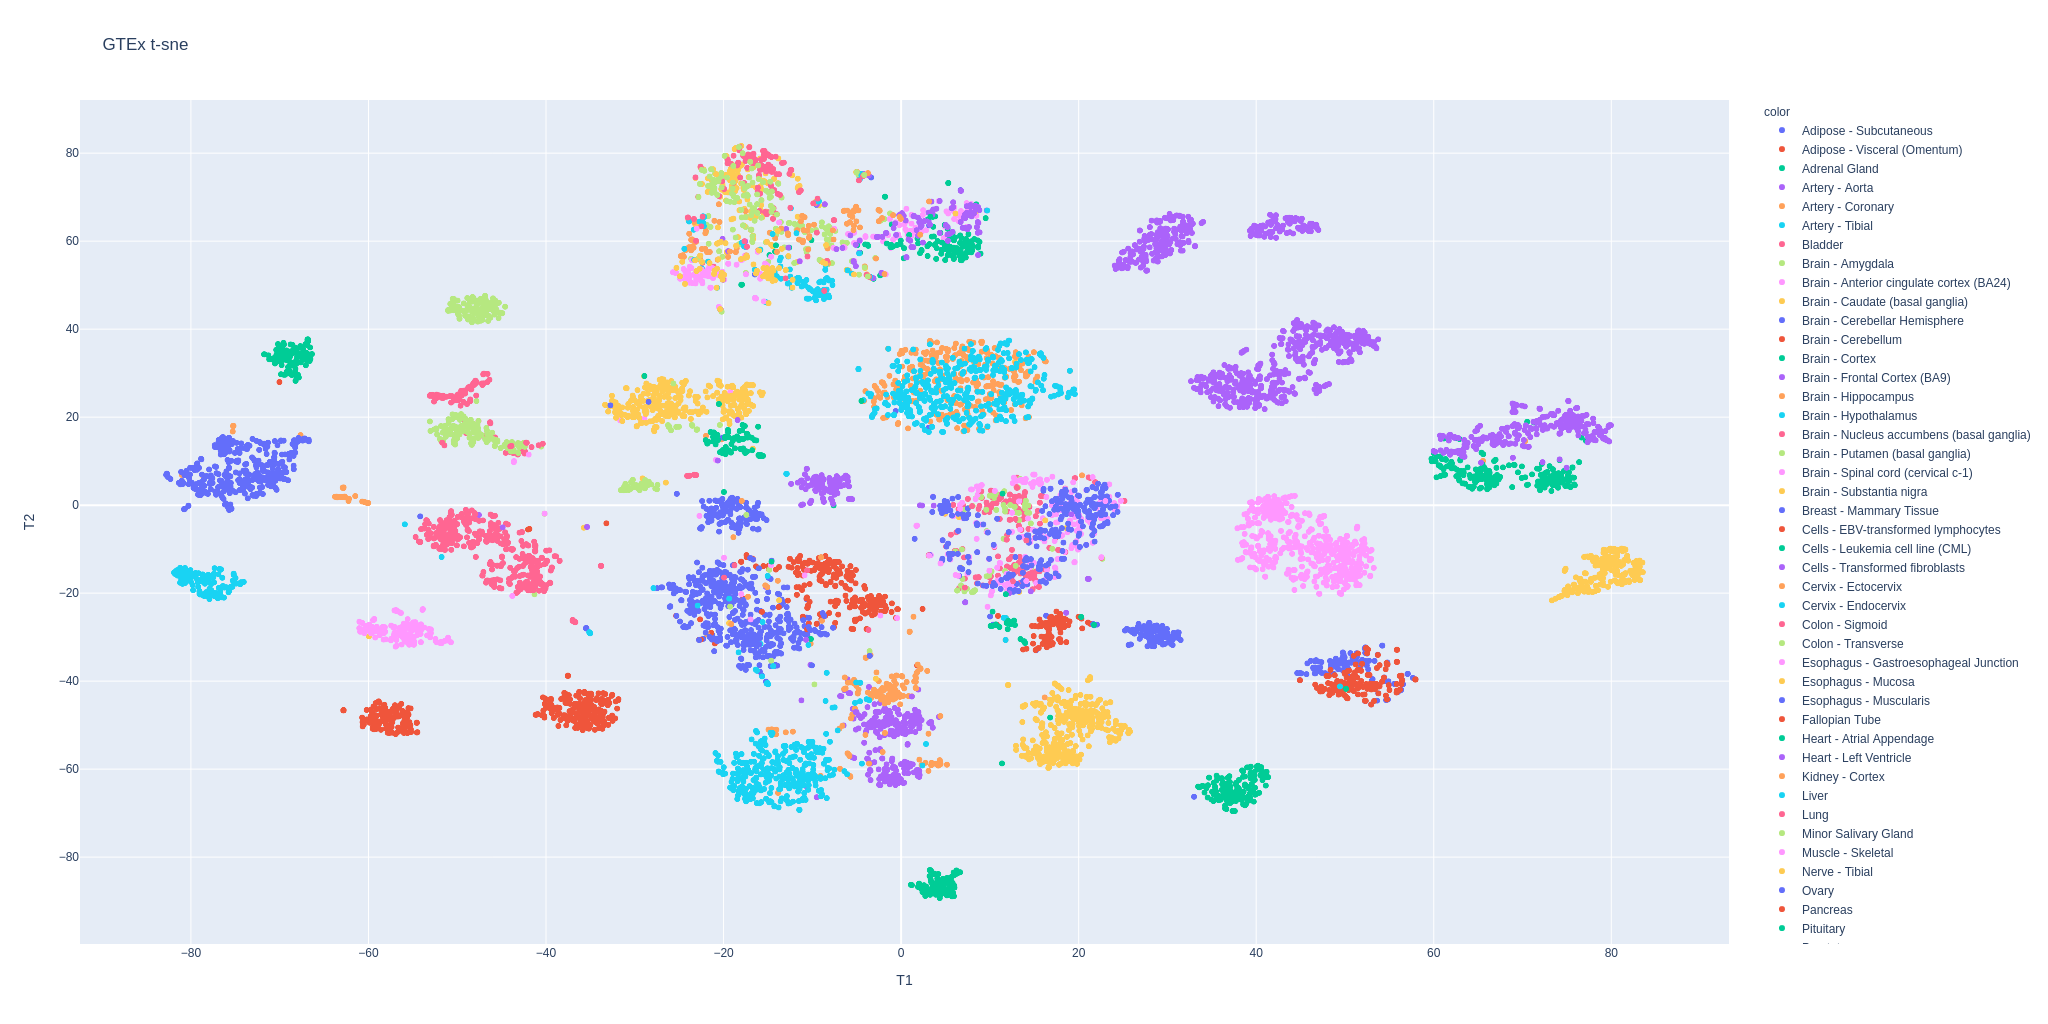 GTEx t-sne
color
Adipose - Subcutaneous
Adipose - Visceral (Omentum)
Adrenal Gland
Artery - Aorta
Artery - Coronary
Artery - Tibial
Bladder
Brain - Amygdala
Brain - Anterior cingulate cortex (BA24)
Brain - Caudate (basal ganglia)
Brain - Cerebellar Hemisphere
Brain - Cerebellum
Brain - Cortex
Brain - Frontal Cortex (BA9)
Brain - Hippocampus
Brain - Hypothalamus
Brain - Nucleus accumbens (basal ganglia)
Brain - Putamen (basal ganglia)
Brain - Spinal cord (cervical c-1)
Brain - Substantia nigra
Breast - Mammary Tissue
Cells - EBV-transformed lymphocytes
Cells - Leukemia cell line (CML)
Cells - Transformed fibroblasts
Cervix - Ectocervix
Cervix - Endocervix
Colon - Sigmoid
Colon - Transverse
Esophagus - Gastroesophageal Junction
Esophagus - Mucosa
Esophagus - Muscularis
Fallopian Tube
Heart - Atrial Appendage
Heart - Left Ventricle
Kidney - Cortex
Liver
Lung
Minor Salivary Gland
Muscle - Skeletal
Nerve - Tibial
Ovary
Pancreas
Pituitary
80
60
40
20
0
−20
−40
−60
−80
T2
−80
−60
−40
−20
0
20
40
60
80
T1